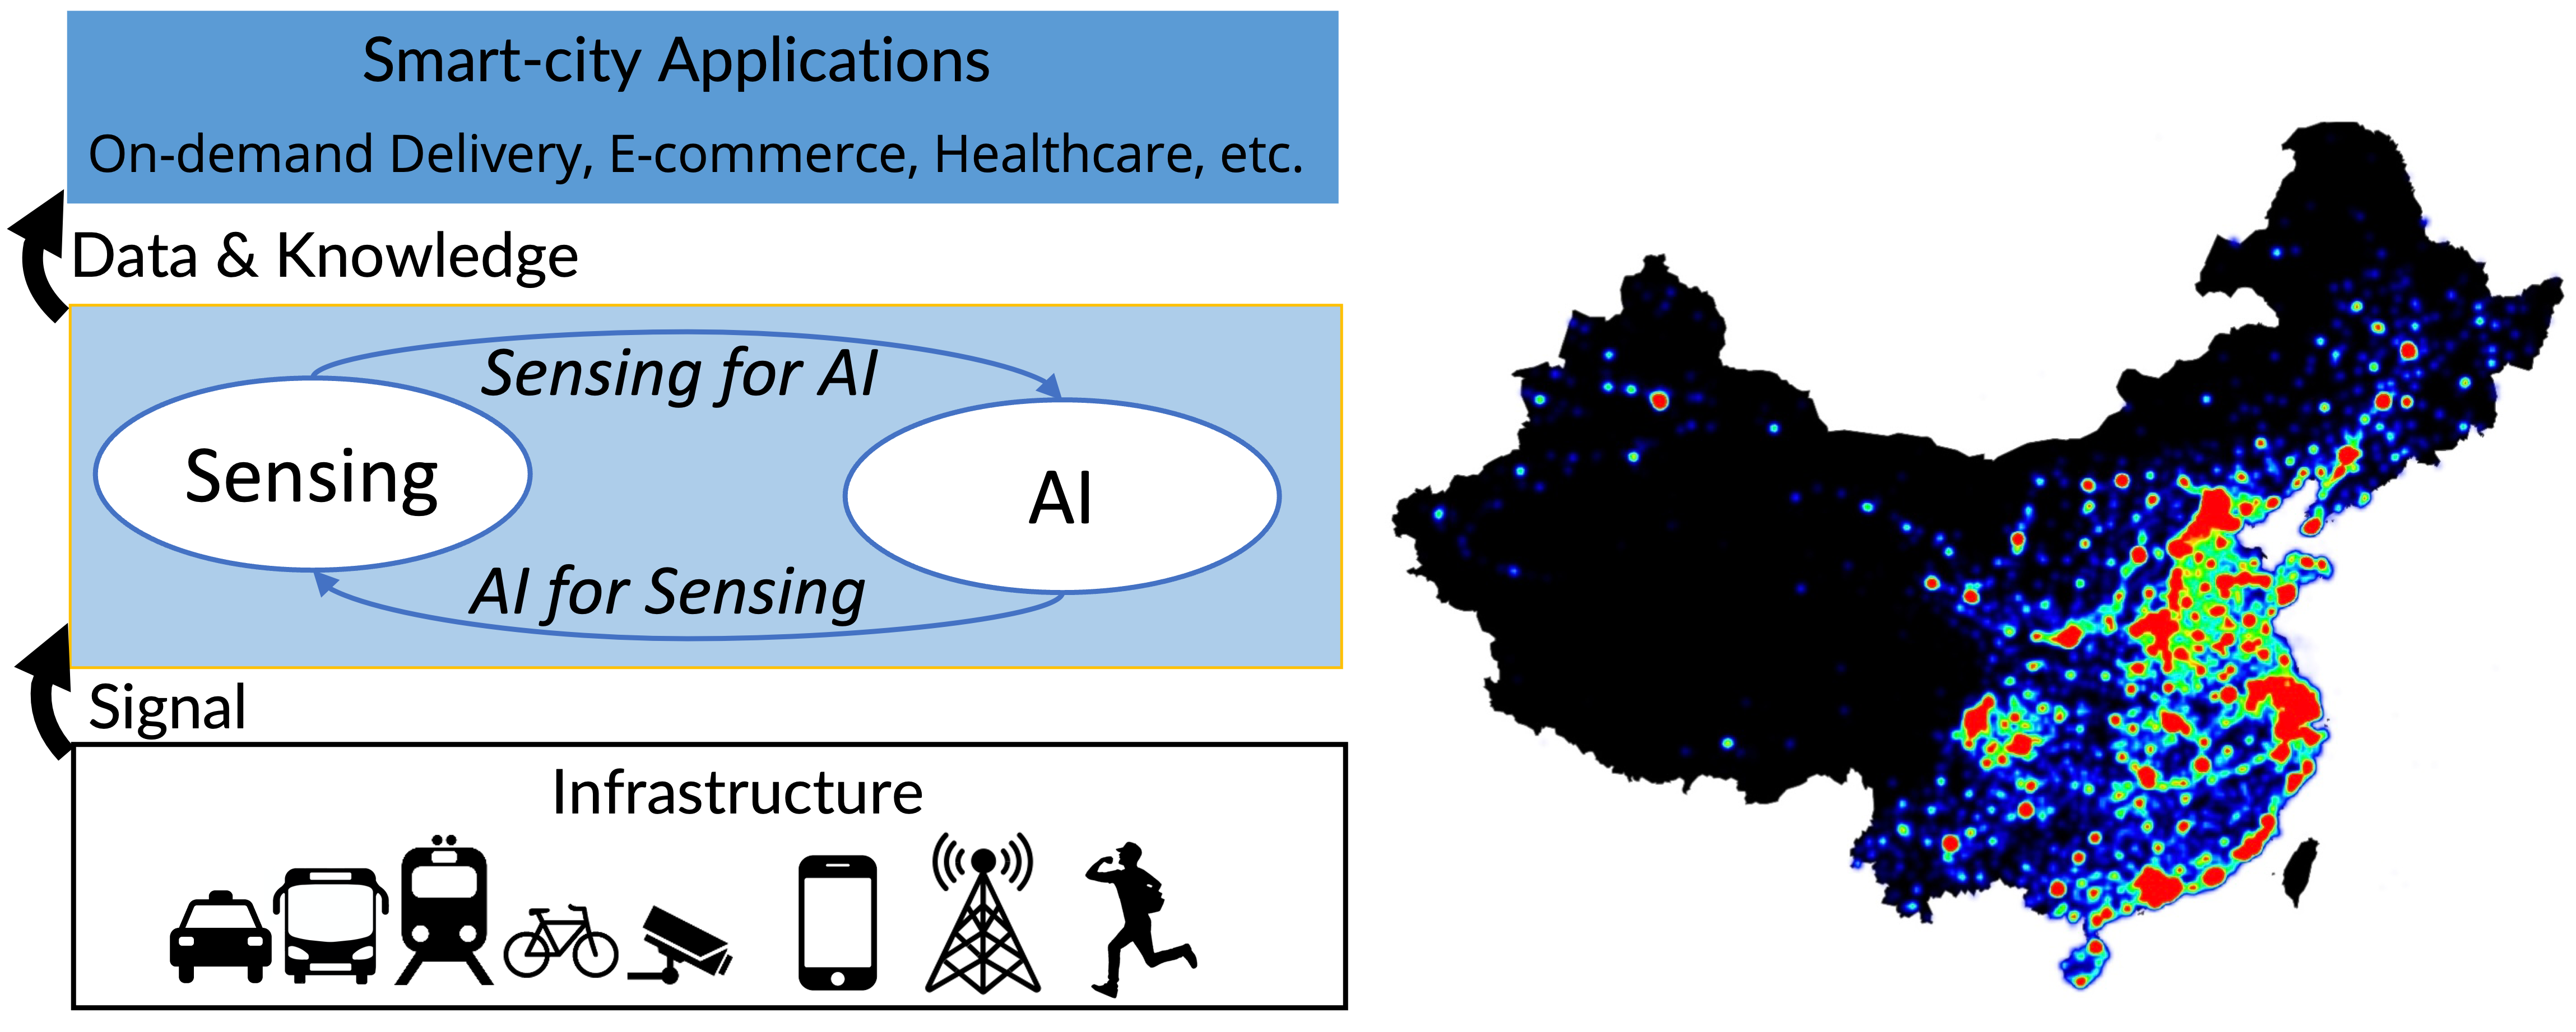 Smart-city Applications
On-demand Delivery, E-commerce, Healthcare, etc.
Data & Knowledge
Sensing for AI
Sensing
AI
AI for Sensing
Signal
Infrastructure